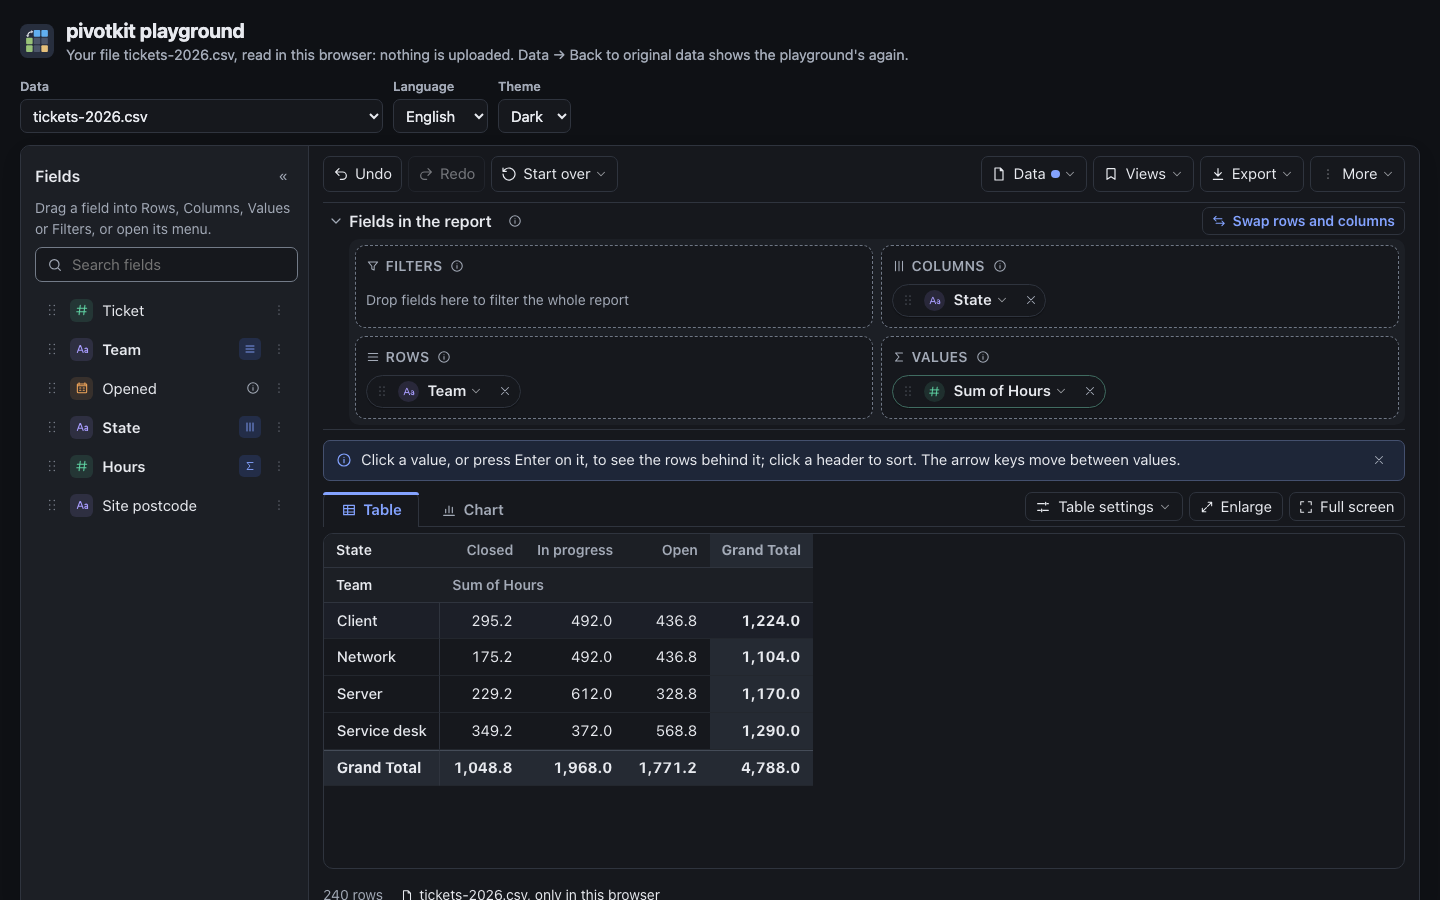 pivotkit playground
Your file tickets-2026.csv, read in this browser: nothing is uploaded. Data → Back to original data shows the playground's again.
Data Language Theme
tickets-2026.csv English Dark
Fields «
Drag a field into Rows, Columns, Values
or Filters, or open its menu.
Search fields
# Ticket
Aa Team
Opened
Aa State
# Hours Σ
Aa Site postcode
Undo Redo Start over Data Views Export More
Fields in the report Swap rows and columns
FILTERS
Drop fields here to filter the whole report
COLUMNS
Aa State ×
ROWS
Aa Team ×
Σ VALUES
# Sum of Hours ×
Click a value, or press Enter on it, to see the rows behind it; click a header to sort. The arrow keys move between values. ×
Table Chart Table settings Enlarge Full screen
State Closed In progress Open Grand Total
Team Sum of Hours
Client 295.2 492.0 436.8 1,224.0
Network 175.2 492.0 436.8 1,104.0
Server 229.2 612.0 328.8 1,170.0
Service desk 349.2 372.0 568.8 1,290.0
Grand Total 1,048.8 1,968.0 1,771.2 4,788.0
240 rows tickets-2026.csv, only in this browser